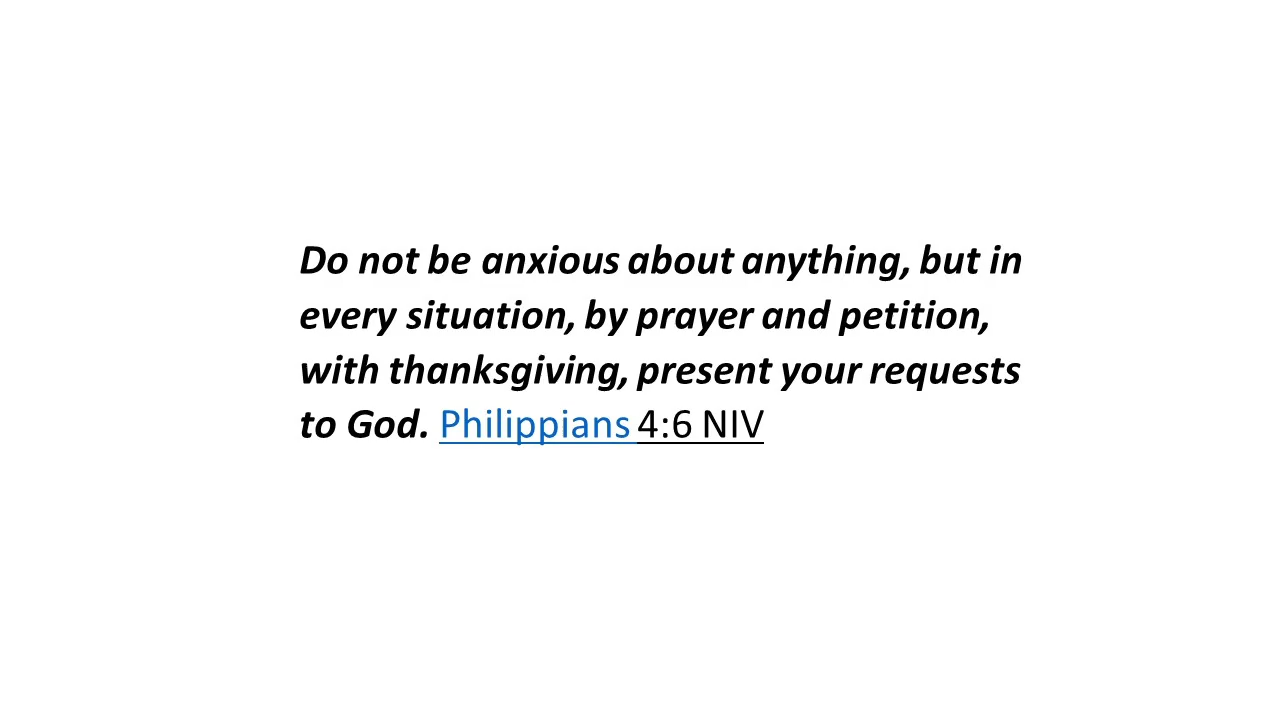 Do not be anxious about anything, but in
every situation, by prayer and petition,
with thanksgiving, present your requests
to God. Philippians 4:6 NIV